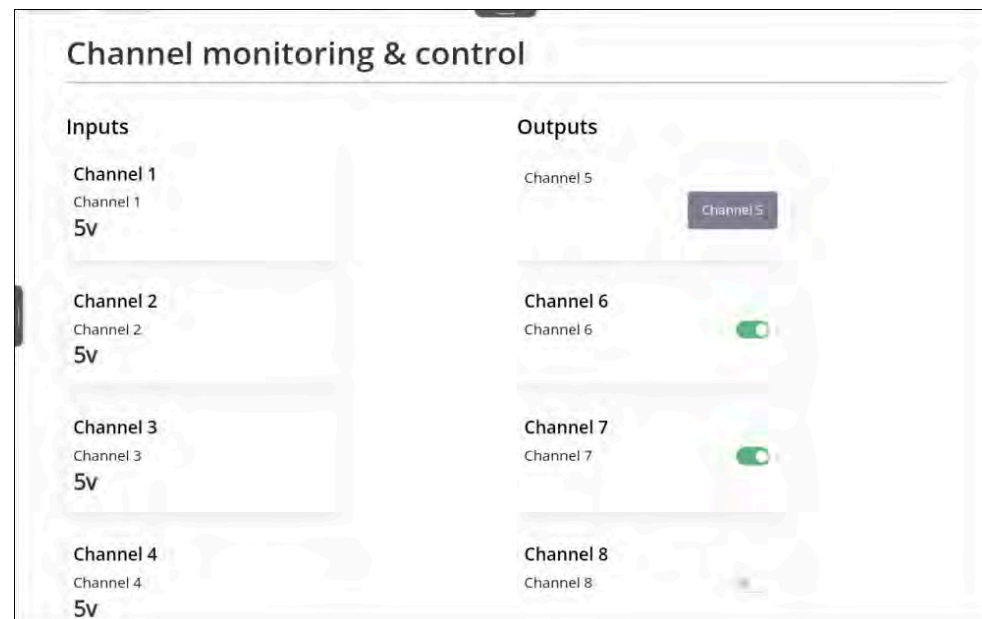 Channel monitoring & control
Inputs
Channel 1
Channel 1
5v
Channel 2
Channel 2
5v
Channel 3
Channel 3
5v
Channel 4
Channel 4
5v
Outputs
Channel 5
Channel 5
Channel 6
Channel 6
Channel 7
Channel 7
Channel 8
Channel 8